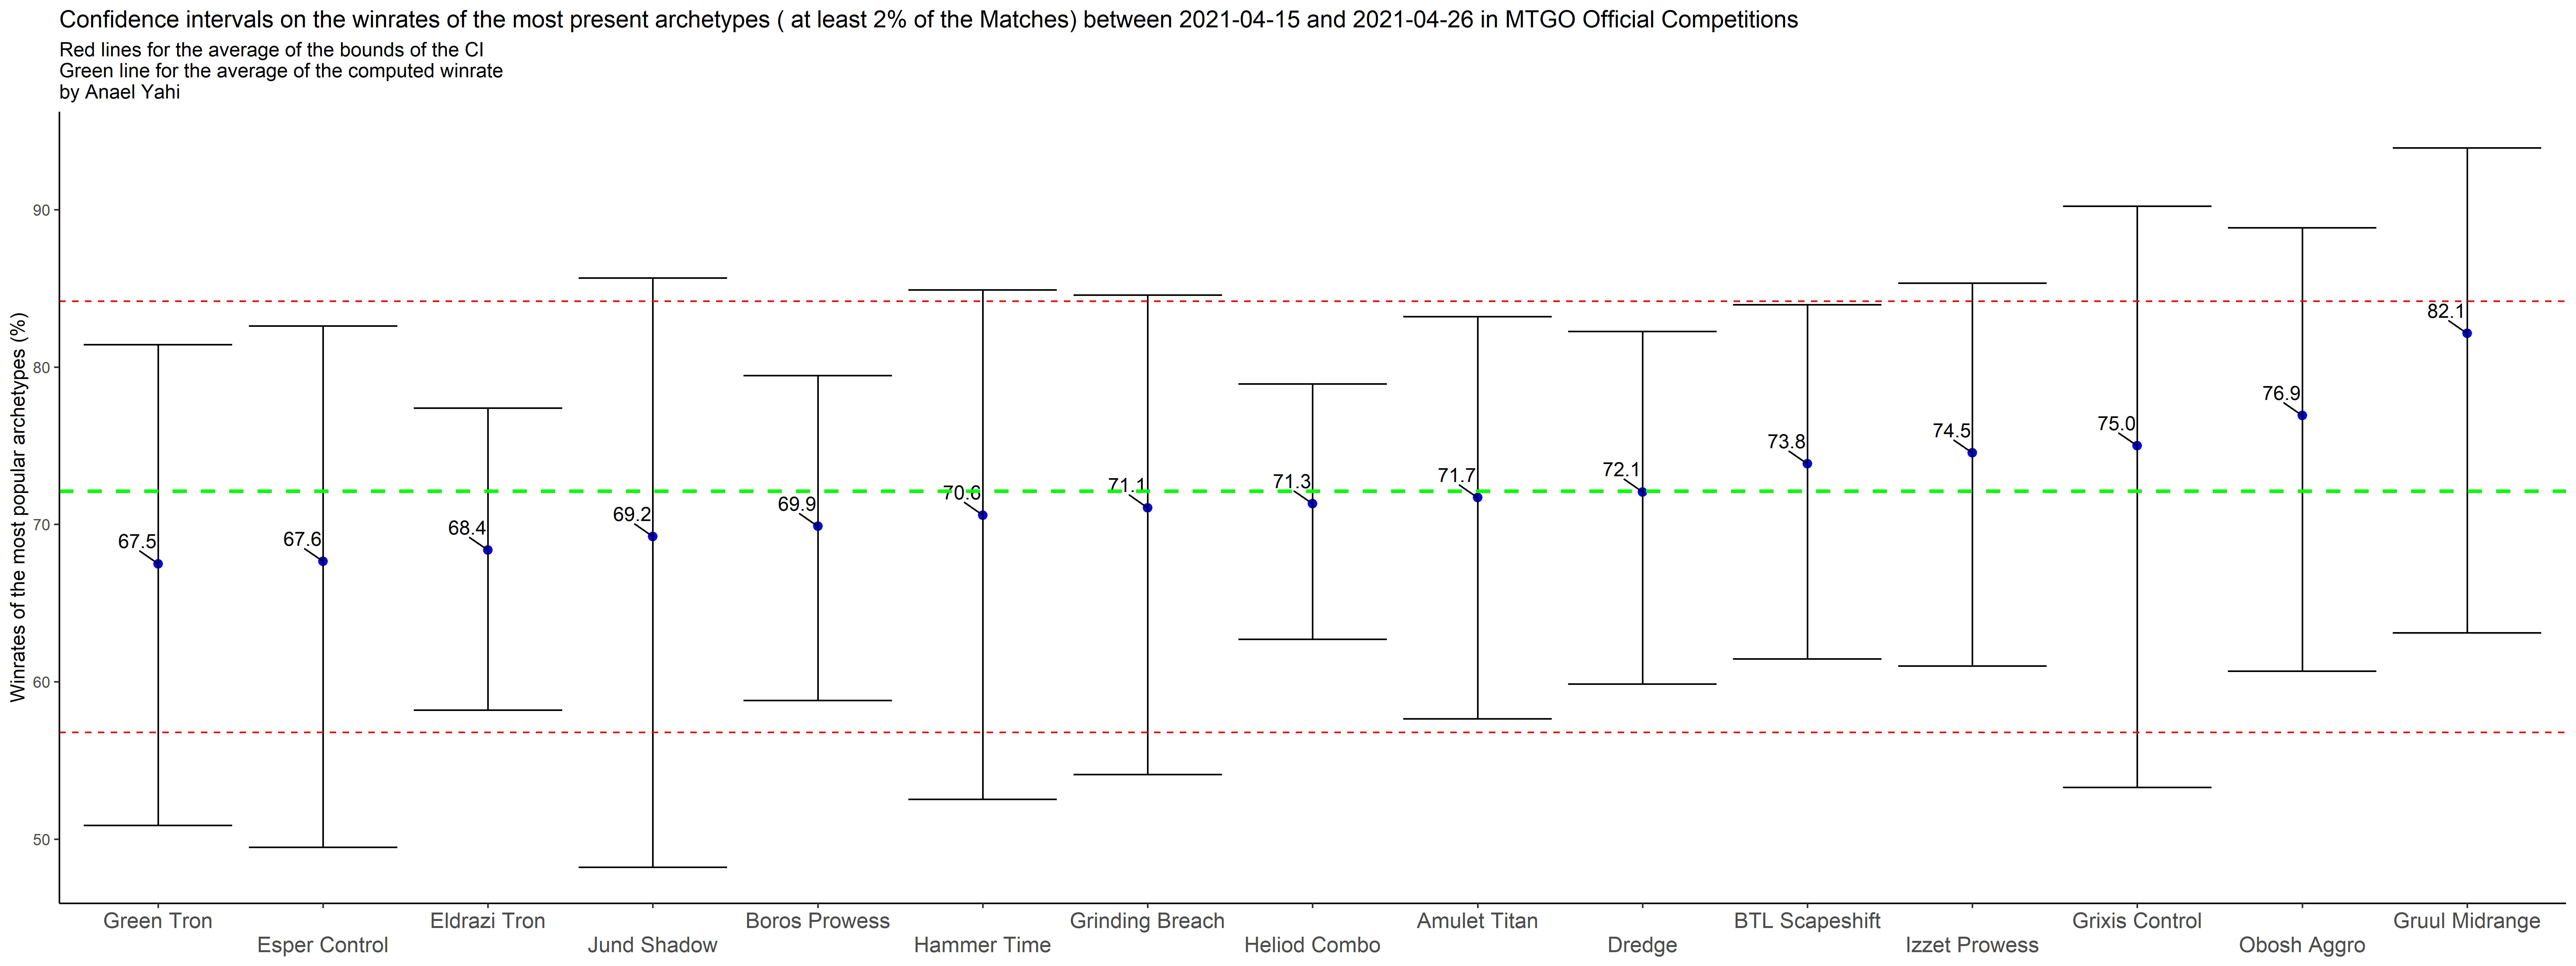 Confidence intervals on the winrates of the most present archetypes ( at least 2% of the Matches) between 2021-04-15 and 2021-04-26 in MTGO Official Competitions
Red lines for the average of the bounds of the CI
Green line for the average of the computed winrate
by Anael Yahi
Winrates of the most popular archetypes (%)
90
80
70
60
50
67.5
67.6
68.4
69.2
69.9
70.6
71.1
71.3
71.7
72.1
73.8
74.5
75.0
76.9
82.1
Green Tron
Esper Control
Eldrazi Tron
Jund Shadow
Boros Prowess
Hammer Time
Grinding Breach
Heliod Combo
Amulet Titan
Dredge
BTL Scapeshift
Izzet Prowess
Grixis Control
Obosh Aggro
Gruul Midrange